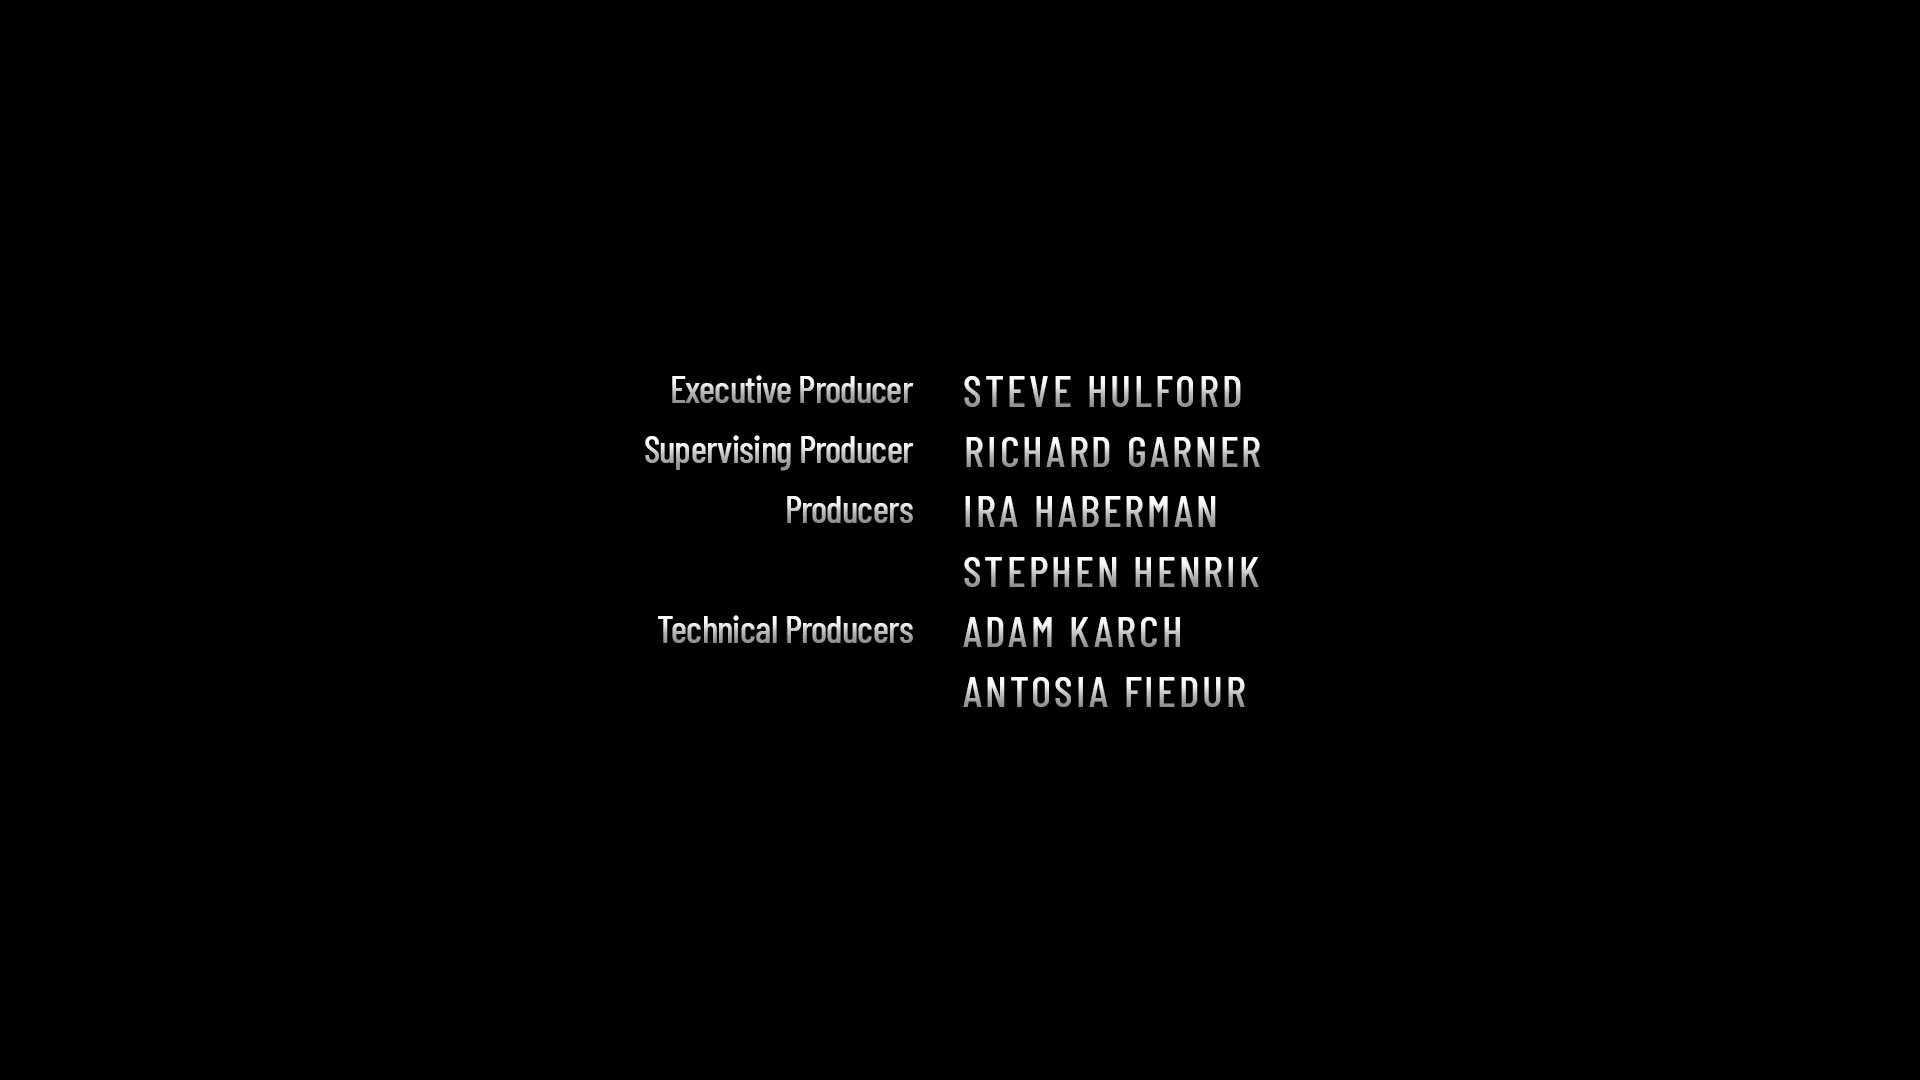 Executive Producer STEVE HULFORD
Supervising Producer RICHARD GARNER
Producers IRA HABERMAN
STEPHEN HENRIK
Technical Producers ADAM KARCH
ANTOSIA FIEDUR